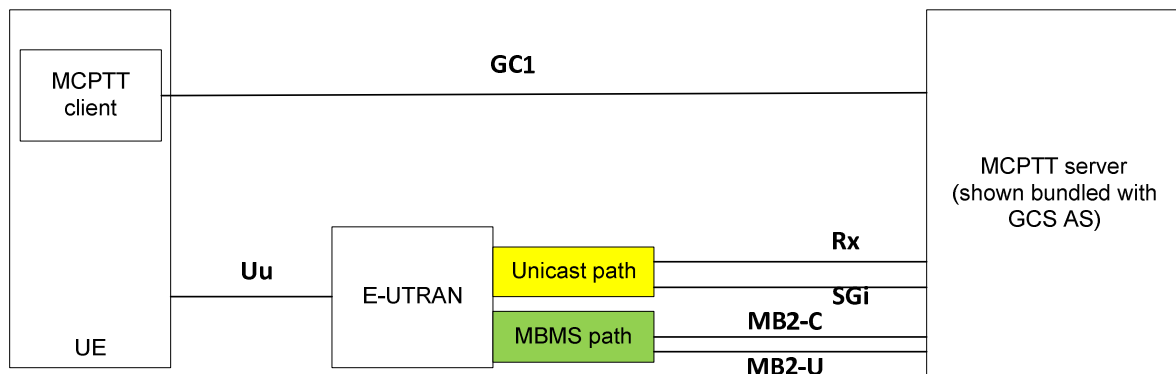 MCPTT
client
GC1
MCPTT server
(shown bundled with
GCS AS)
Uu
E-UTRAN
Unicast path
Rx
SGi
MBMS path
MB2-C
MB2-U
UE